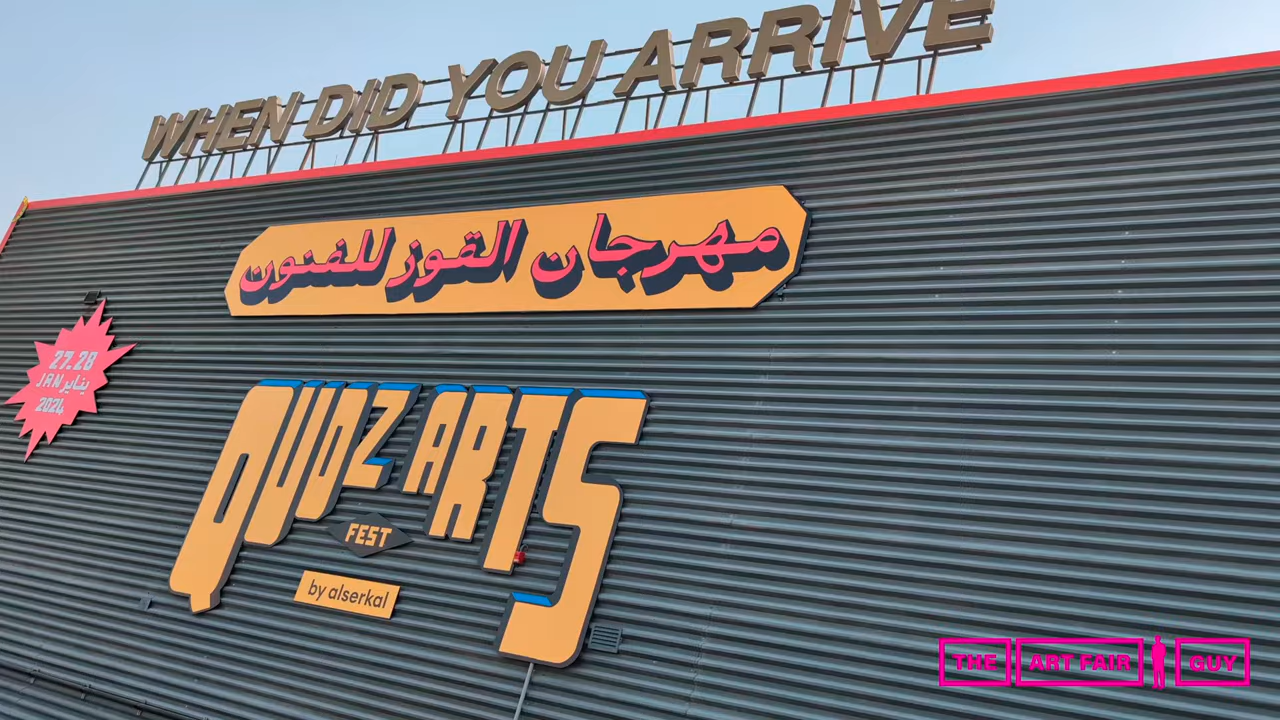 WHEN DID YOU ARRIVE
مهرجان القوز للفنون
27.28
JAN يناير
2024
QUOZ ARTS
FEST
by alserkal
THE ART FAIR GUY